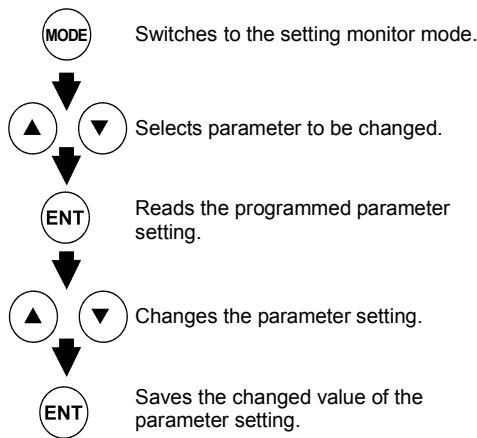 MODE Switches to the setting monitor mode.
▲ ▼ Selects parameter to be changed.
ENT Reads the programmed parameter
setting.
▲ ▼ Changes the parameter setting.
ENT Saves the changed value of the
parameter setting.